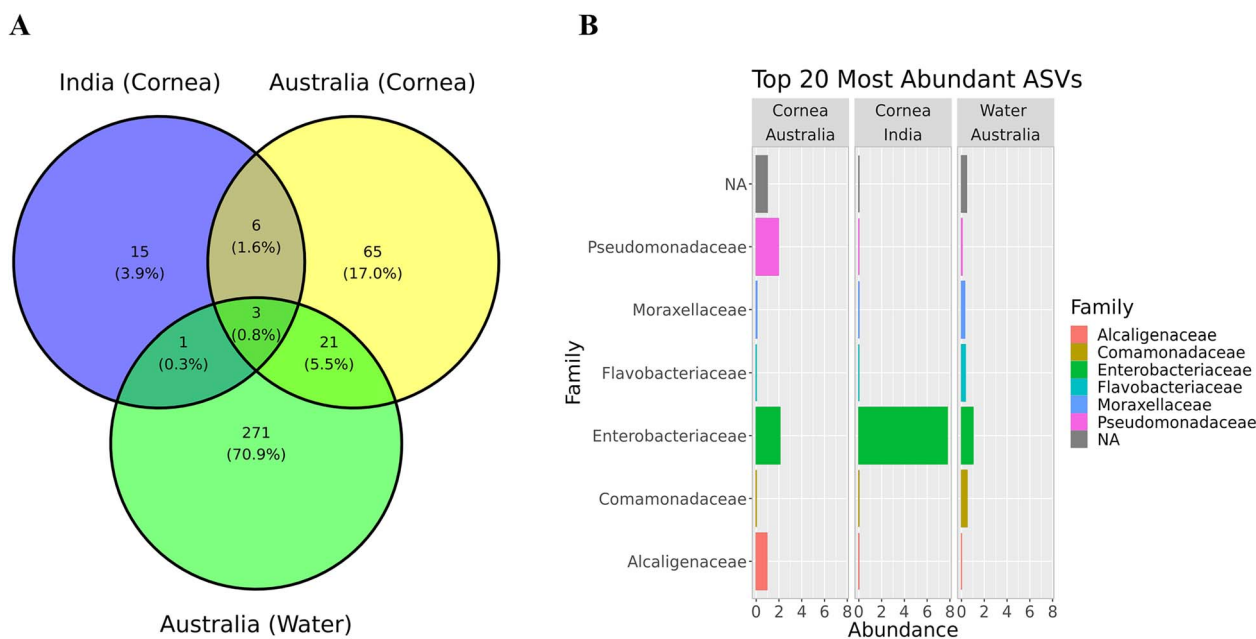 A
India (Cornea)
Australia (Cornea)
15
(3.9%)
6
(1.6%)
65
(17.0%)
3
(0.8%)
1
(0.3%)
21
(5.5%)
271
(70.9%)
Australia (Water)
B
Top 20 Most Abundant ASVs
Cornea
Australia
Cornea
India
Water
Australia
Family
NA
Pseudomonadaceae
Moraxellaceae
Flavobacteriaceae
Enterobacteriaceae
Comamonadaceae
Alcaligenaceae
0 2 4 6 8
0 2 4 6 8
0 2 4 6 8
Abundance
Family
Alcaligenaceae
Comamonadaceae
Enterobacteriaceae
Flavobacteriaceae
Moraxellaceae
Pseudomonadaceae
NA